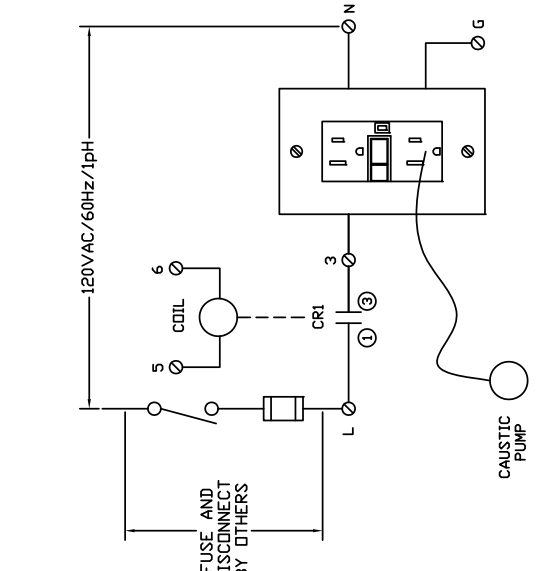 N
G
120VAC/60Hz/1pH
6
COIL
5
3
CR1
3
1
L
CAUSTIC
PUMP
FUSE AND
ISCONNECT
BY OTHERS